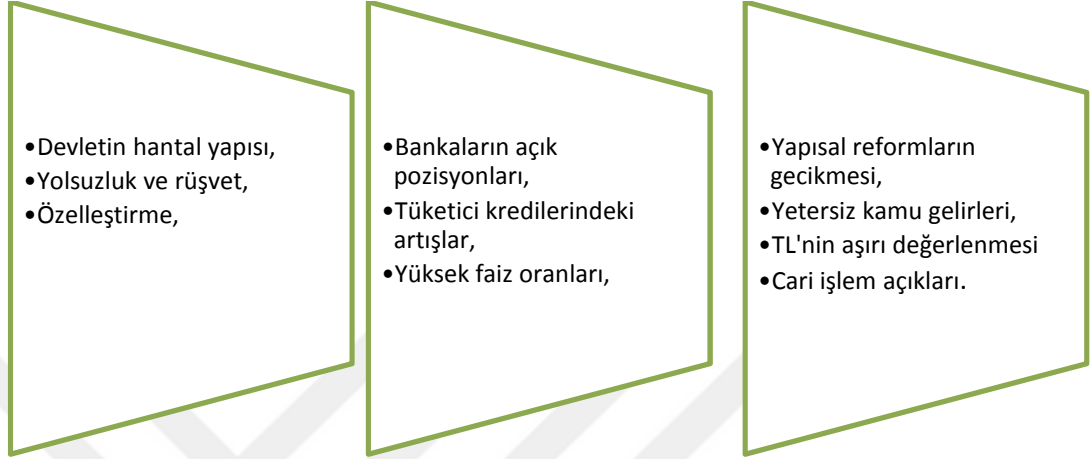 •Devletin hantal yapısı,
•Yolsuzluk ve rüşvet,
•Özelleştirme,
•Bankaların açık
pozisyonları,
•Tüketici kredilerindeki
artışlar,
•Yüksek faiz oranları,
•Yapısal reformların
gecikmesi,
•Yetersiz kamu gelirleri,
•TL'nin aşırı değerlenmesi
•Cari işlem açıkları.